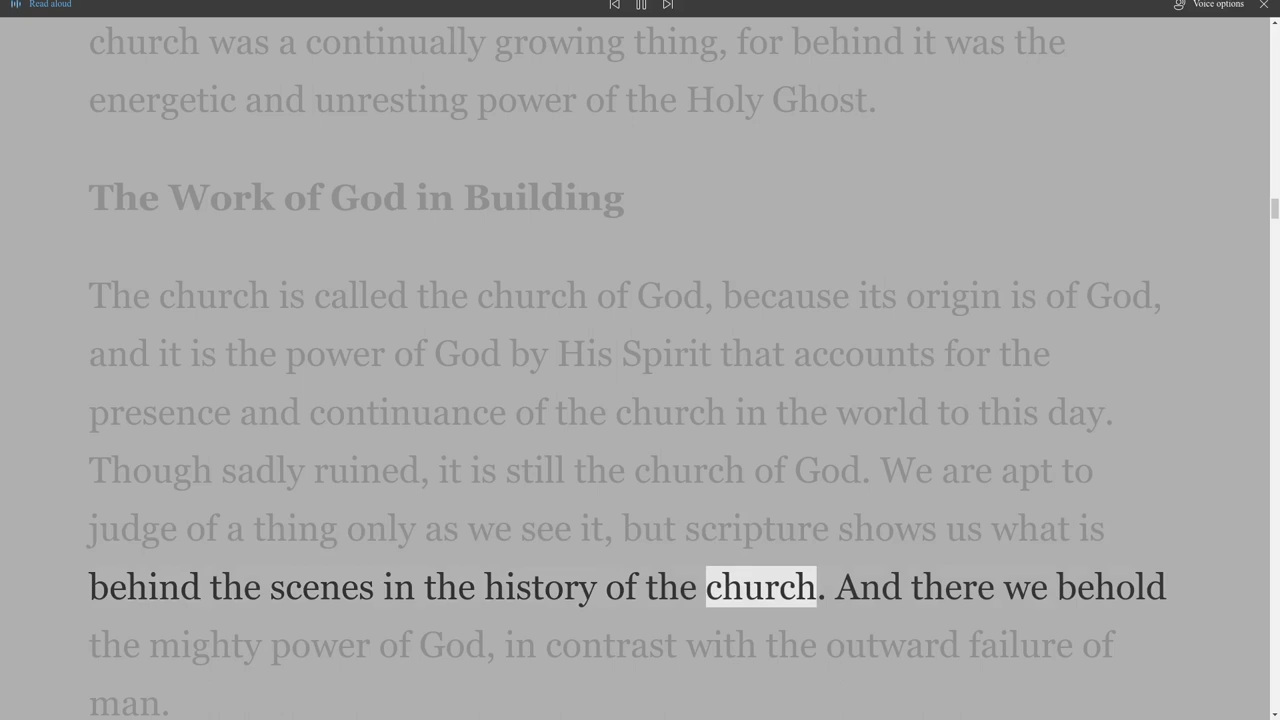 Read aloud
Voice options
church was a continually growing thing, for behind it was the
energetic and unresting power of the Holy Ghost.
The Work of God in Building
The church is called the church of God, because its origin is of God,
and it is the power of God by His Spirit that accounts for the
presence and continuance of the church in the world to this day.
Though sadly ruined, it is still the church of God. We are apt to
judge of a thing only as we see it, but scripture shows us what is
behind the scenes in the history of the church. And there we behold
the mighty power of God, in contrast with the outward failure of
man.